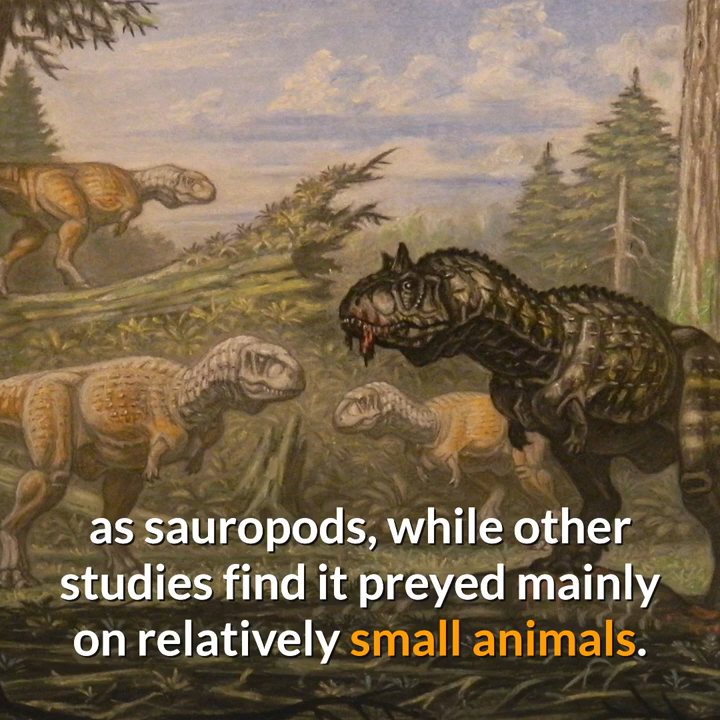 as sauropods, while other
studies find it preyed mainly
on relatively small animals.